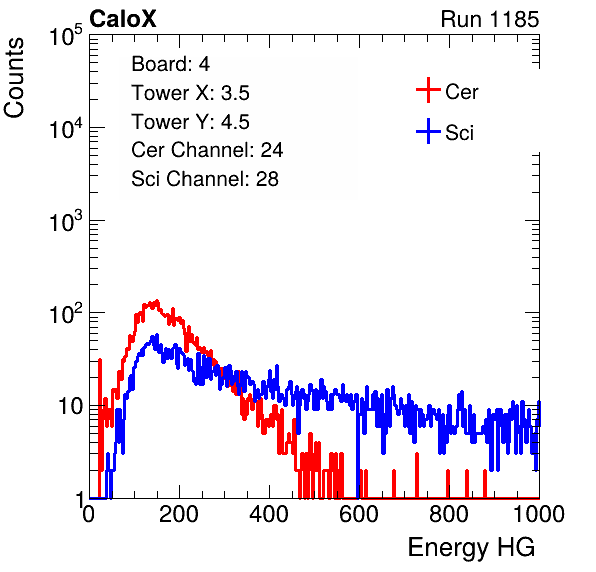 CaloX Run 1185
Counts
10^5
10^4
10^3
10^2
10
1
Board: 4
Tower X: 3.5
Tower Y: 4.5
Cer Channel: 24
Sci Channel: 28
Cer
Sci
0 200 400 600 800 1000
Energy HG